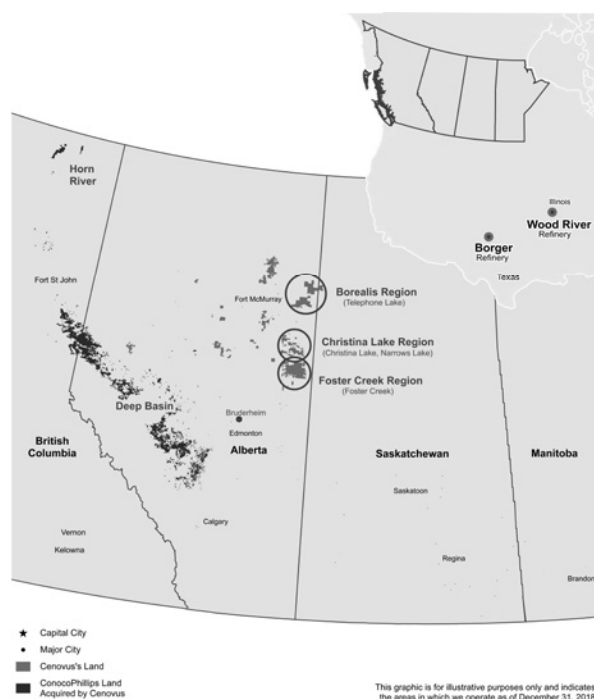 Horn
River
Illinois
Wood River
Refinery
Borger
Refinery
Texas
Fort St John
Fort McMurray
Borealis Region
(Telephone Lake)
Christina Lake Region
(Christina Lake, Narrows Lake)
Foster Creek Region
(Foster Creek)
Deep Basin
Bruderheim
Edmonton
British
Columbia
Alberta
Saskatchewan
Manitoba
Saskatoon
Calgary
Vernon
Kelowna
Regina
Brandon
Capital City
Major City
Cenovus's Land
ConocoPhillips Land
Acquired by Cenovus
This graphic is for illustrative purposes only and indicates
the areas in which we operate as of December 31, 2018